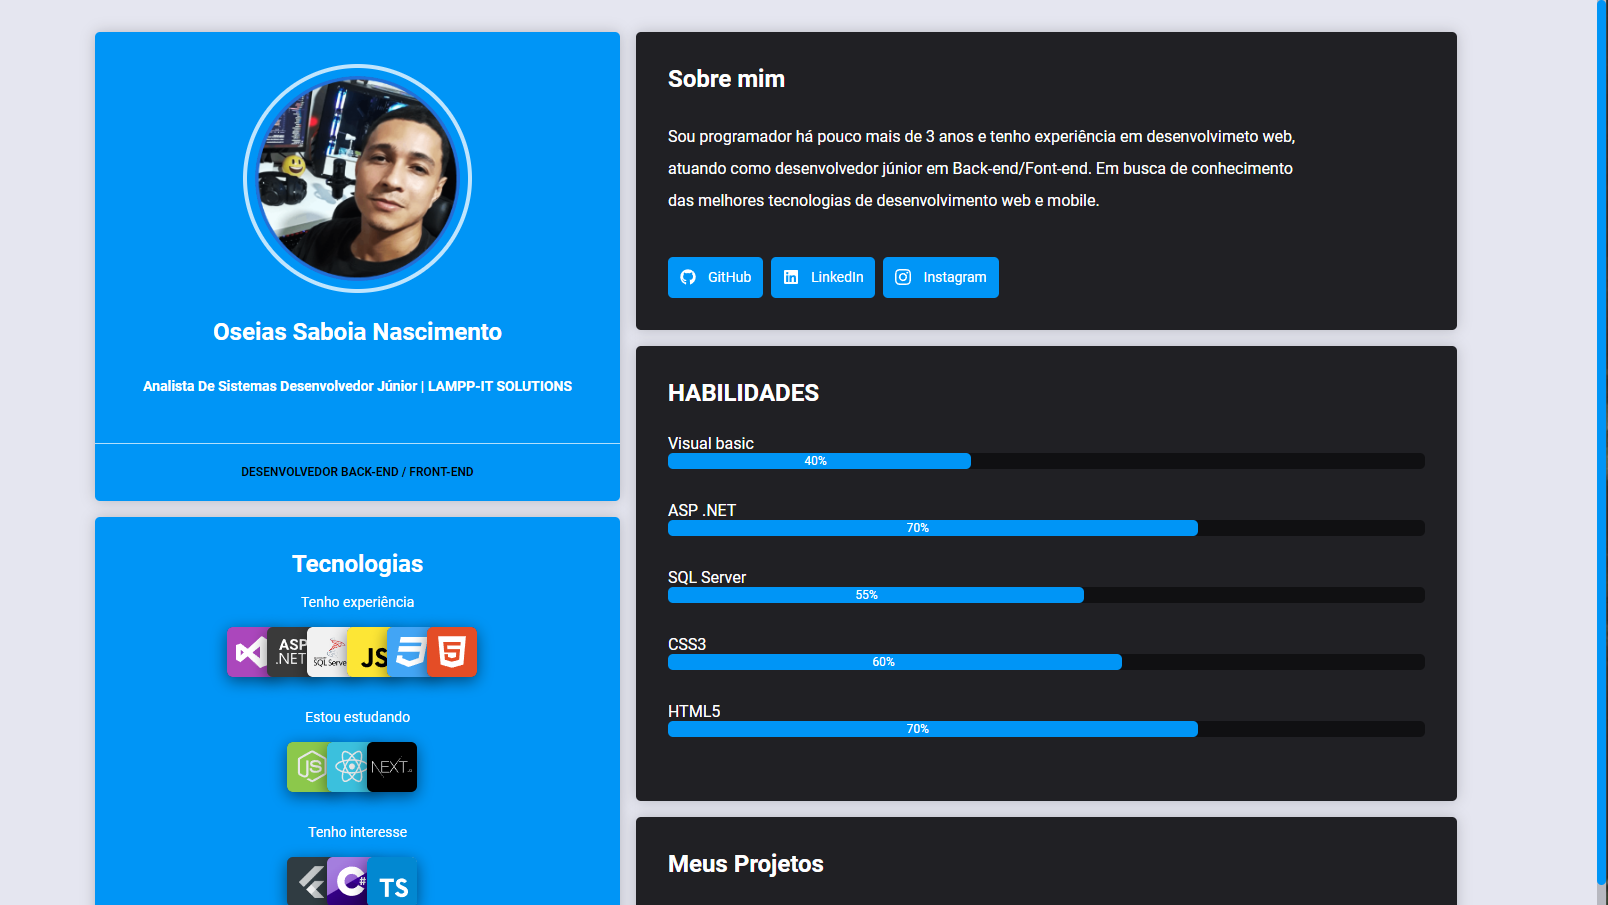 Oseias Saboia Nascimento
Analista De Sistemas Desenvolvedor Júnior | LAMPP-IT SOLUTIONS
DESENVOLVEDOR BACK-END / FRONT-END
Tecnologias
Tenho experiência
ASP
.NET
SQL Serve
JS
Estou estudando
JS
NEXT.JS
Tenho interesse
C#
TS
Sobre mim
Sou programador há pouco mais de 3 anos e tenho experiência em desenvolvimeto web,
atuando como desenvolvedor júnior em Back-end/Font-end. Em busca de conhecimento
das melhores tecnologias de desenvolvimento web e mobile.
GitHub
LinkedIn
Instagram
HABILIDADES
Visual basic
40%
ASP .NET
70%
SQL Server
55%
CSS3
60%
HTML5
70%
Meus Projetos